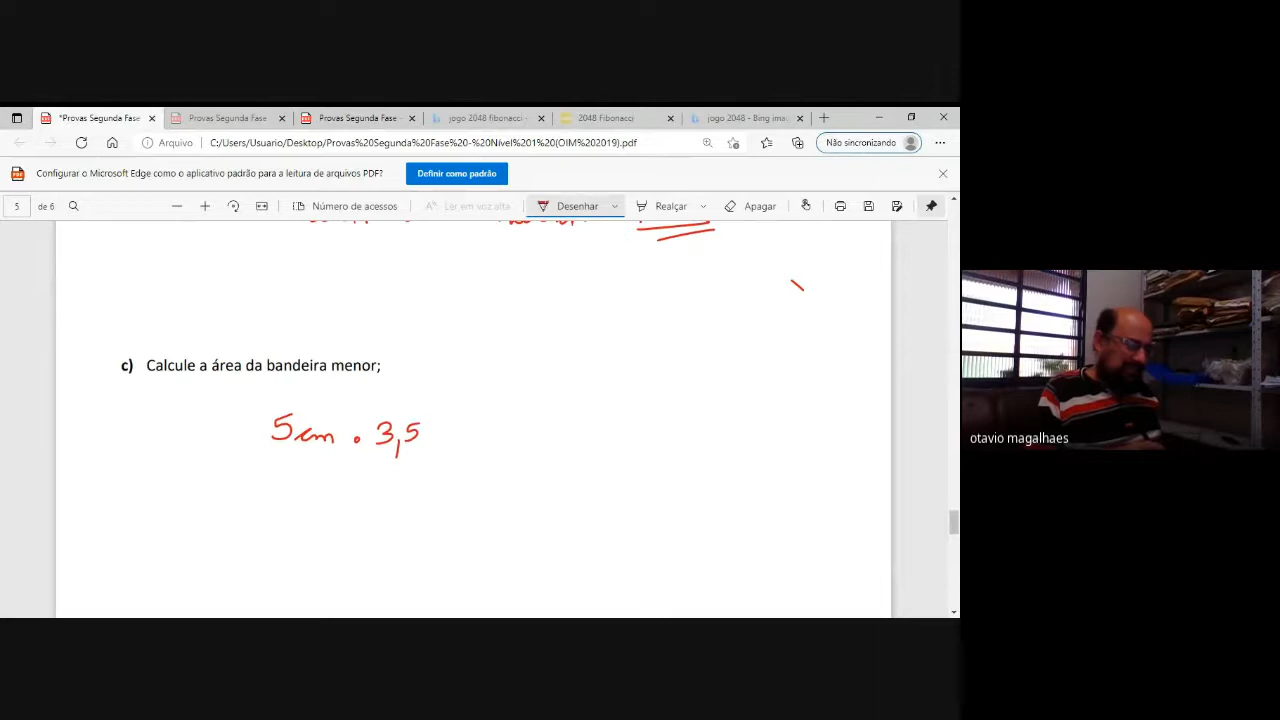 *Provas Segunda Fase
Provas Segunda Fase
Provas Segunda Fase -
jogo 2048 fibonacci -
2048 Fibonacci
jogo 2048 - Bing ima
Arquivo
C:/Users/Usuario/Desktop/Provas%20Segunda%20Fase%20-%20Nível%201%20(OIM%202019).pdf
Não sincronizando
Configurar o Microsoft Edge como o aplicativo padrão para a leitura de arquivos PDF?
Definir como padrão
5 de 6
Número de acessos
Ler em voz alta
Desenhar
Realçar
Apagar
c) Calcule a área da bandeira menor;
5cm . 3,5
otavio magalhaes